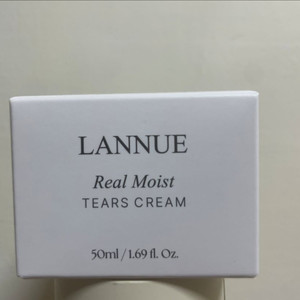 LANNUE
Real Moist
TEARS CREAM
50ml / 1.69 fl. Oz.